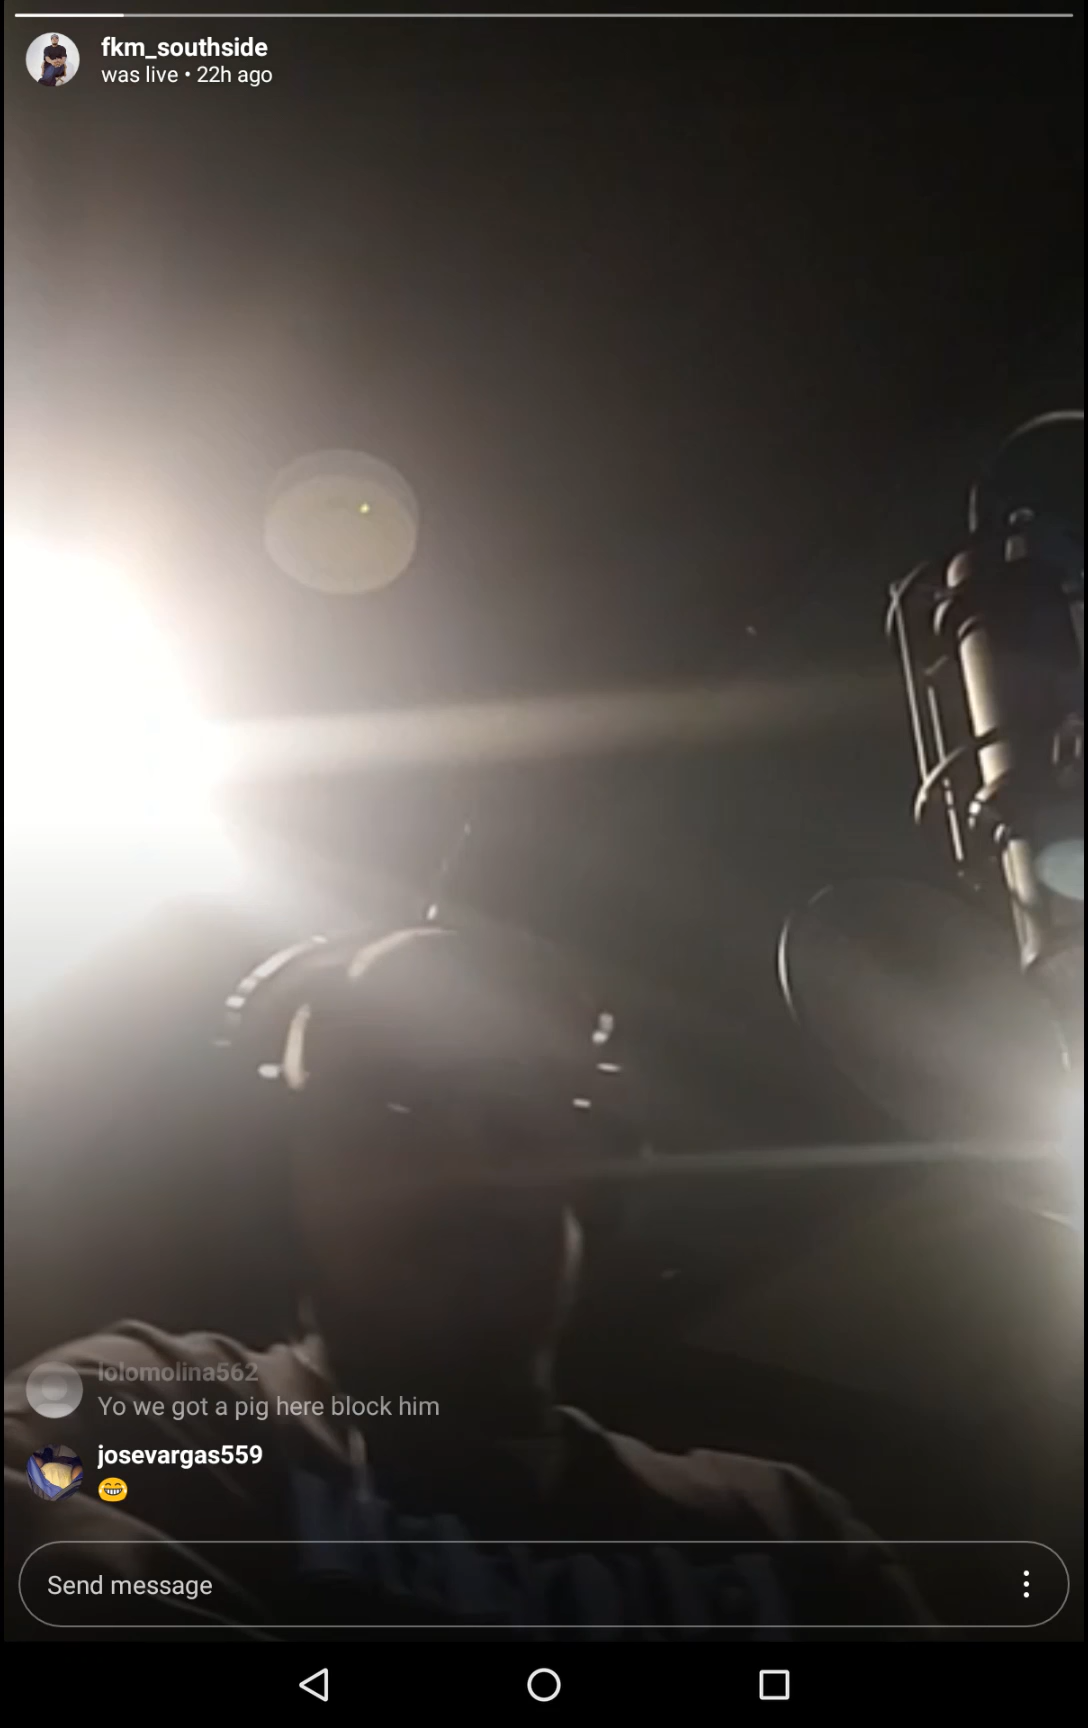 fkm_southside
was live • 22h ago
lolomolina562
Yo we got a pig here block him
josevargas559
😁
Send message